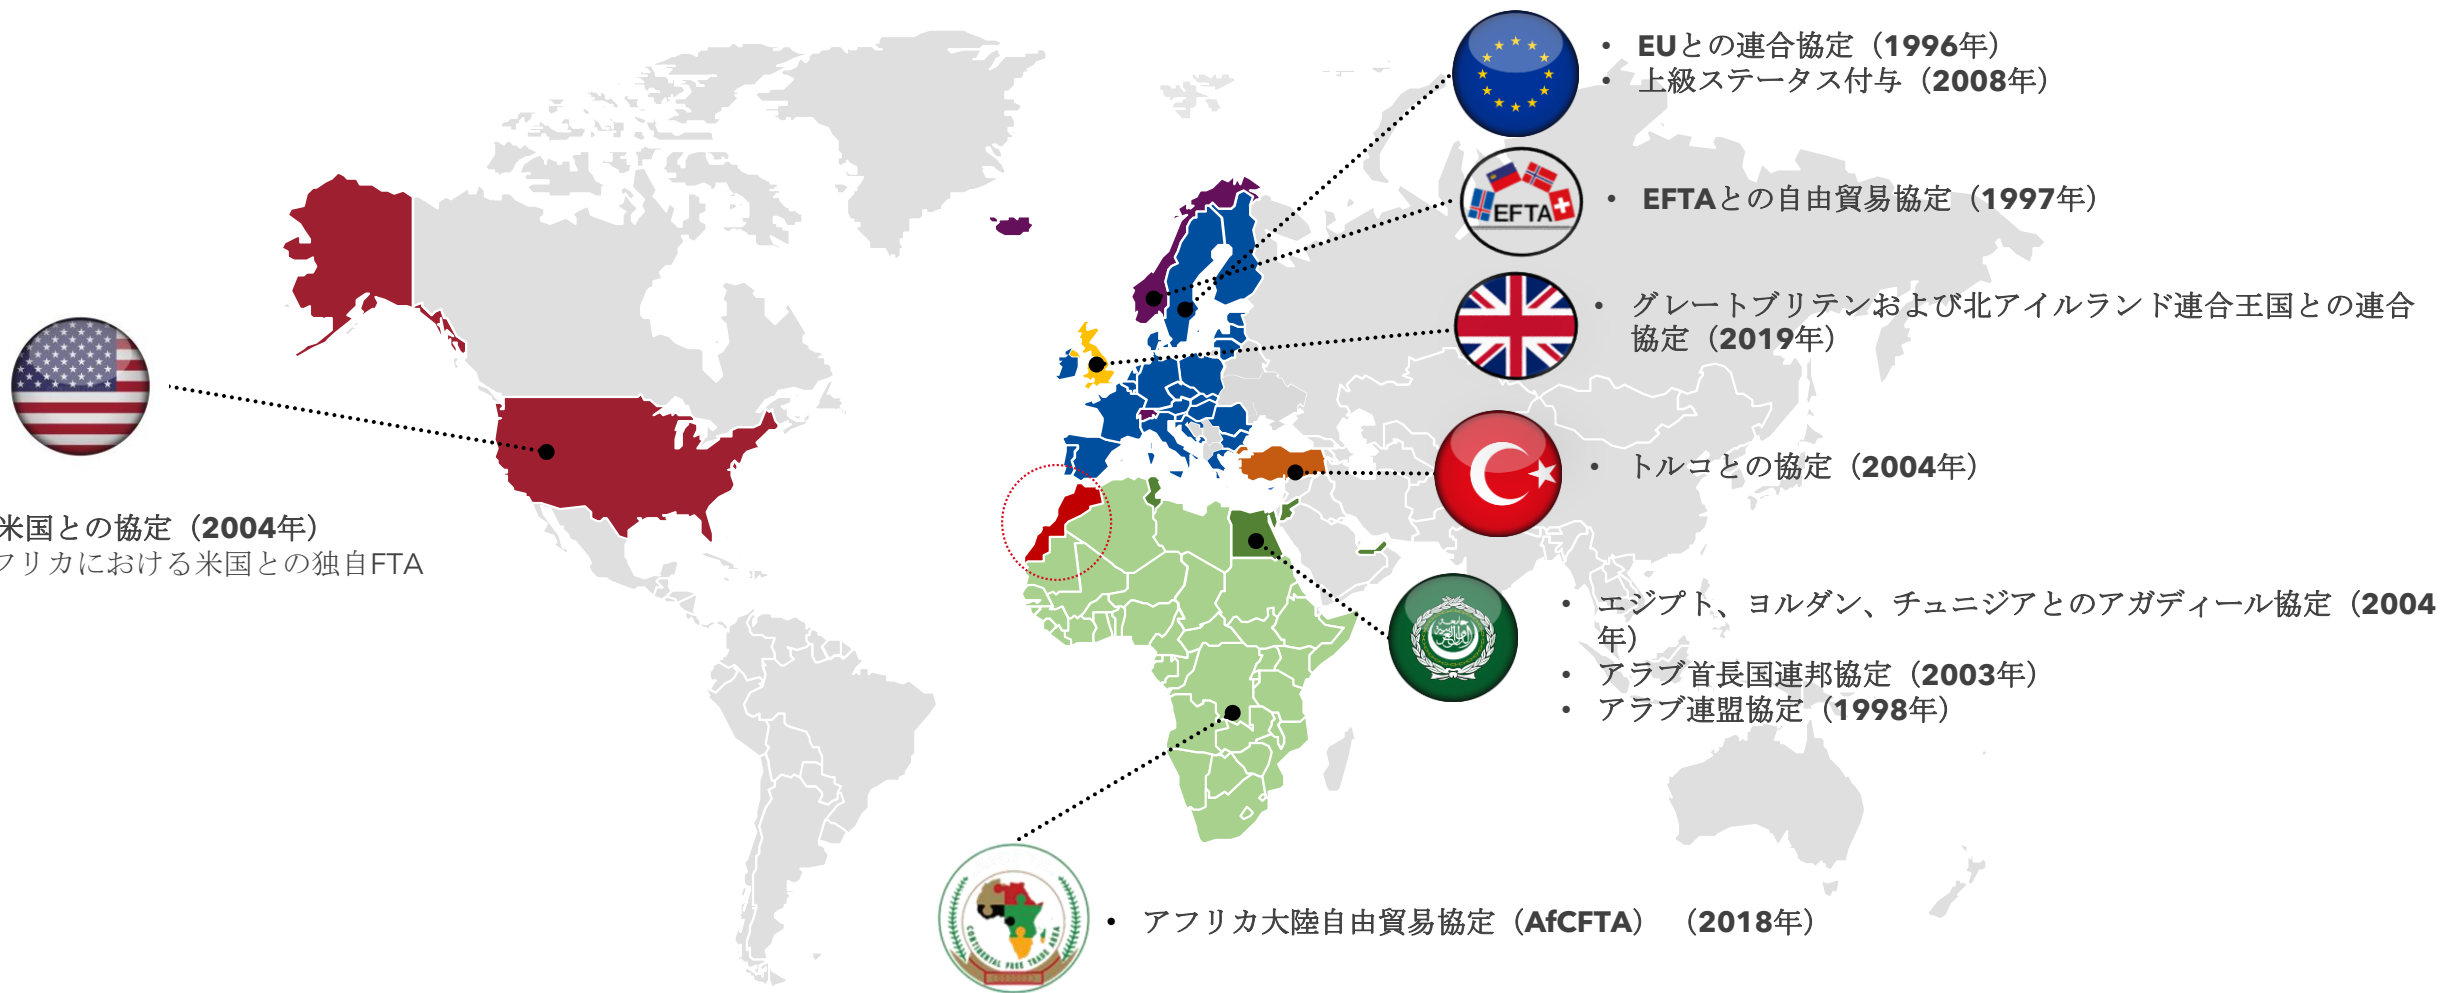 EUとの連合協定（1996年）
上級ステータス付与（2008年）
EFTA
EFTAとの自由貿易協定（1997年）
グレートブリテンおよび北アイルランド連合王国との連合
協定（2019年）
トルコとの協定（2004年）
米国との協定（2004年）
フリカにおける米国との独自FTA
エジプト、ヨルダン、チュニジアとのアガディール協定（2004
年）
アラブ首長国連邦協定（2003年）
アラブ連盟協定（1998年）
CONTINENTAL FREE TRADE AREA
アフリカ大陸自由貿易協定（AfCFTA） （2018年）